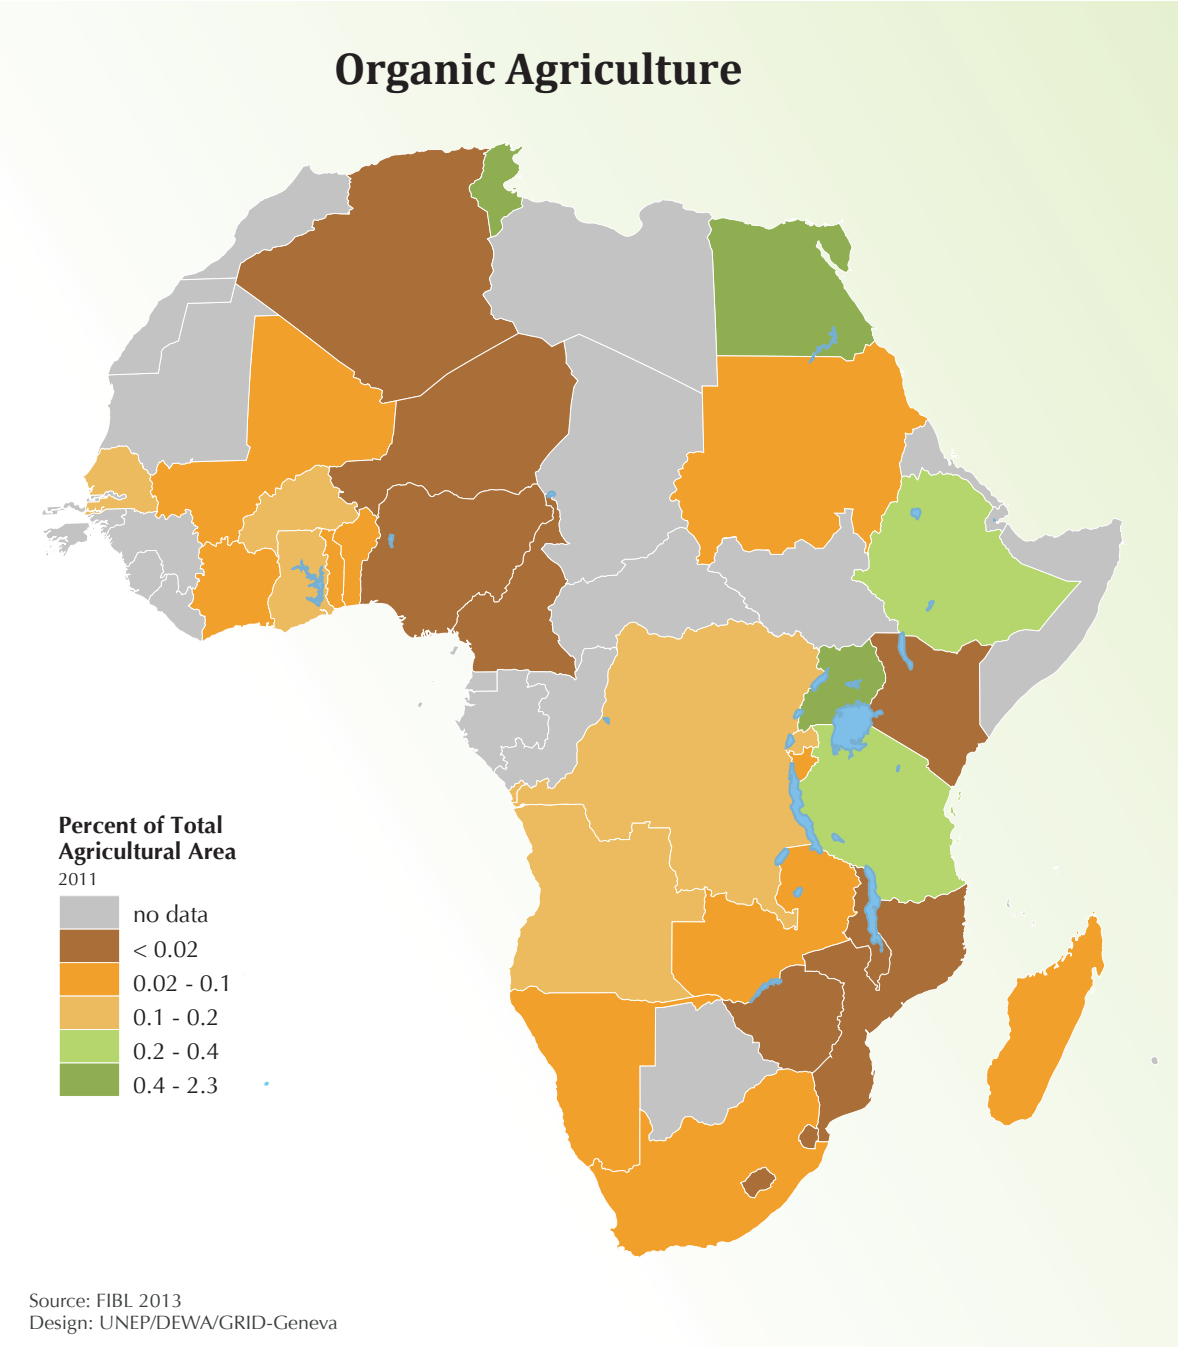 Organic Agriculture
Percent of Total
Agricultural Area
2011
no data
< 0.02
0.02 - 0.1
0.1 - 0.2
0.2 - 0.4
0.4 - 2.3
Source: FIBL 2013
Design: UNEP/DEWA/GRID-Geneva